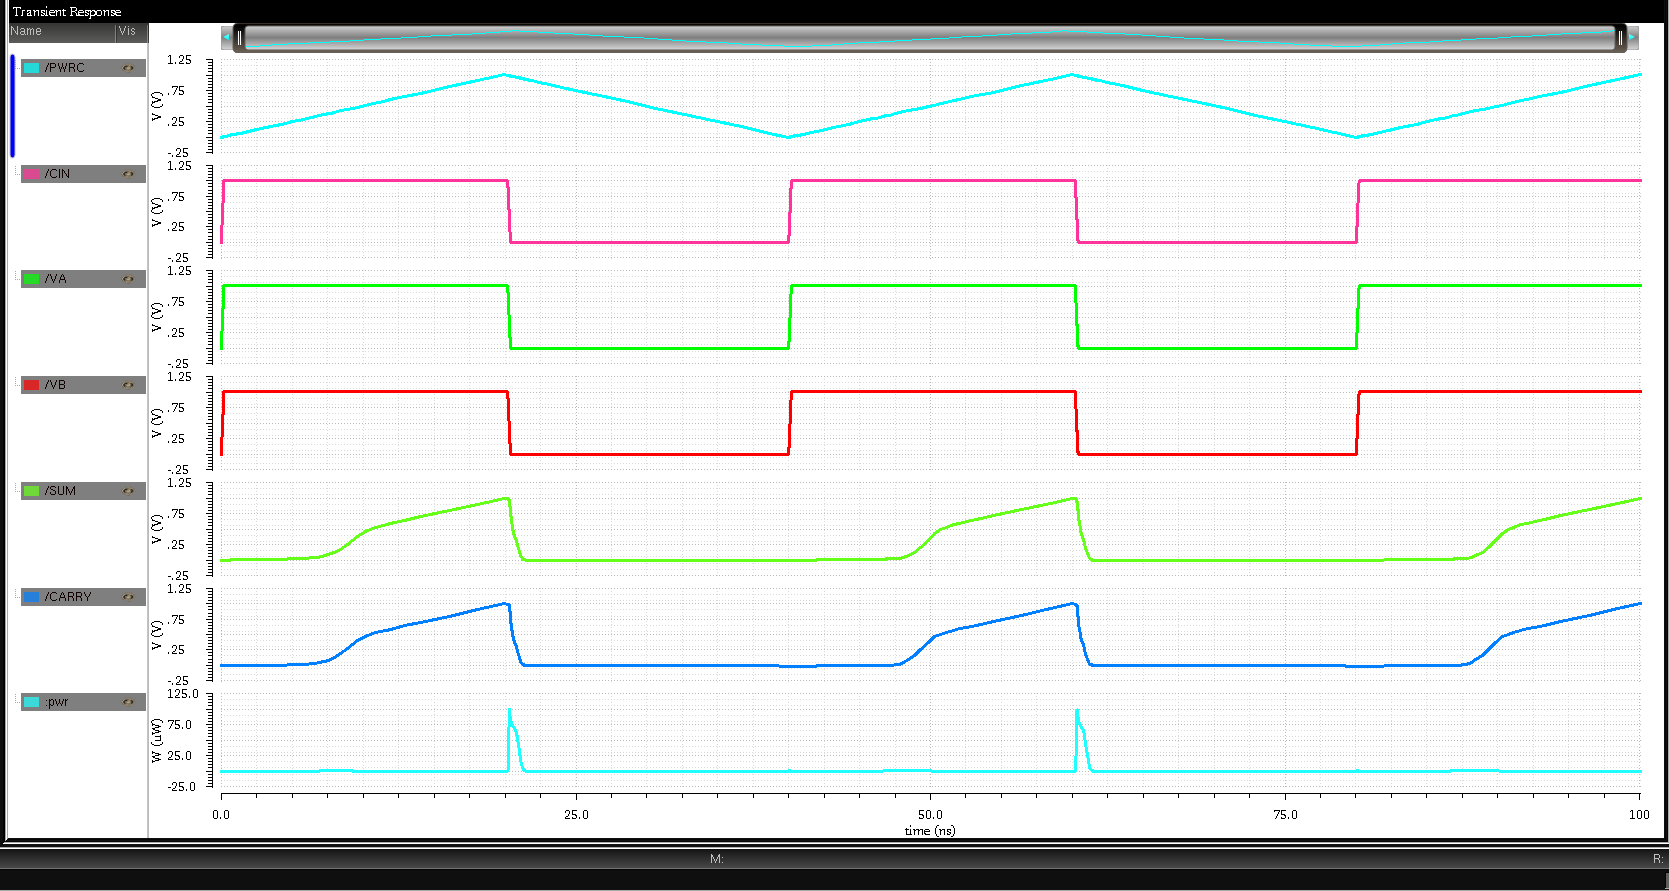 Transient Response
Name Vis
/PWRC
1.25
.75
.25
-.25
V (V)
/CIN
1.25
.75
.25
-.25
V (V)
/VA
1.25
.75
.25
-.25
V (V)
/VB
1.25
.75
.25
-.25
V (V)
/SUM
1.25
.75
.25
-.25
V (V)
/CARRY
1.25
.75
.25
-.25
V (V)
:pwr
125.0
75.0
25.0
-25.0
W (uW)
0.0 25.0 50.0 75.0 100
time (ns)
M: R: